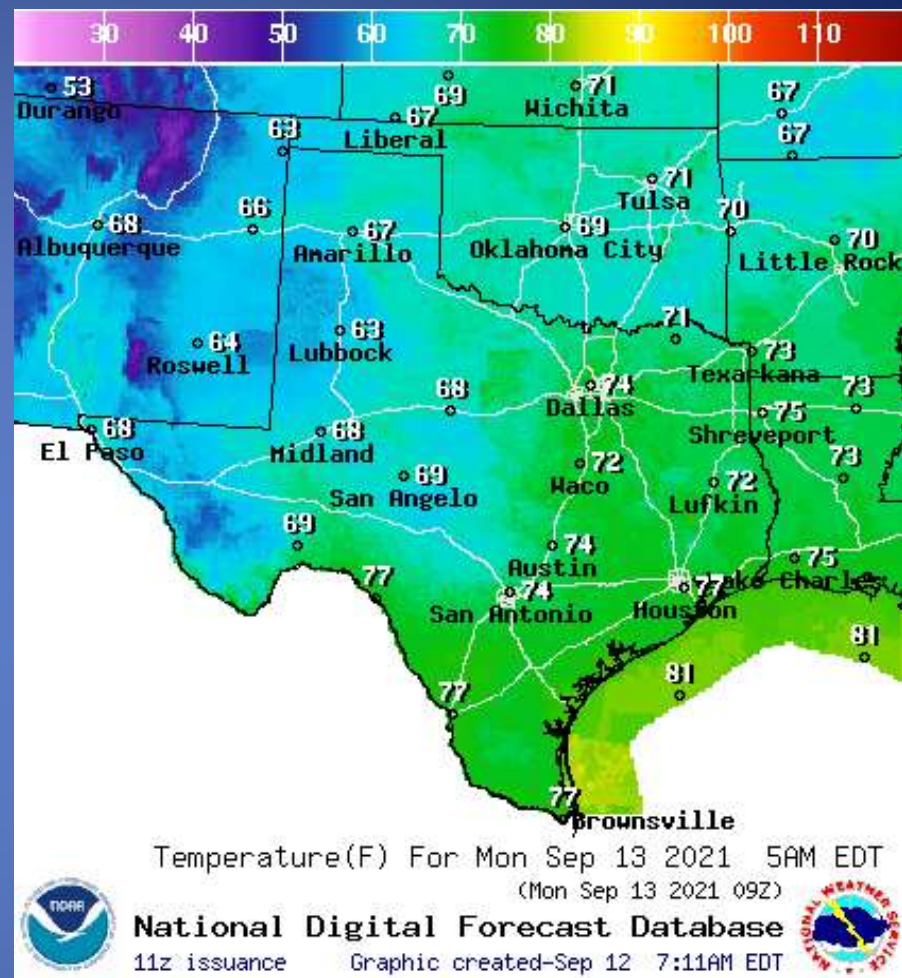 30 40 50 60 70 80 90 100 110
53 69 71 67
Durango Wichita
67
Liberal
63 67
71
Tulsa
68 66 67 69 70 70
Albuquerque Amarillo Oklahoma City Little Rock
64 63 71 73
Roswell Lubbock Texarkana
74 75 73
Dallas Shreveport
68 68 68
El Paso Midland
69 72 72 73
San Angelo Waco Lufkin
69 74 75
Austin Lake Charles
77 74 77
San Antonio Houston
81
77 81
77
Brownsville
Temperature(F) For Mon Sep 13 2021 5AM EDT
(Mon Sep 13 2021 09Z)
National Digital Forecast Database
11z issuance Graphic created-Sep 12 7:11AM EDT
NOAA
NATIONAL WEATHER SERVICE